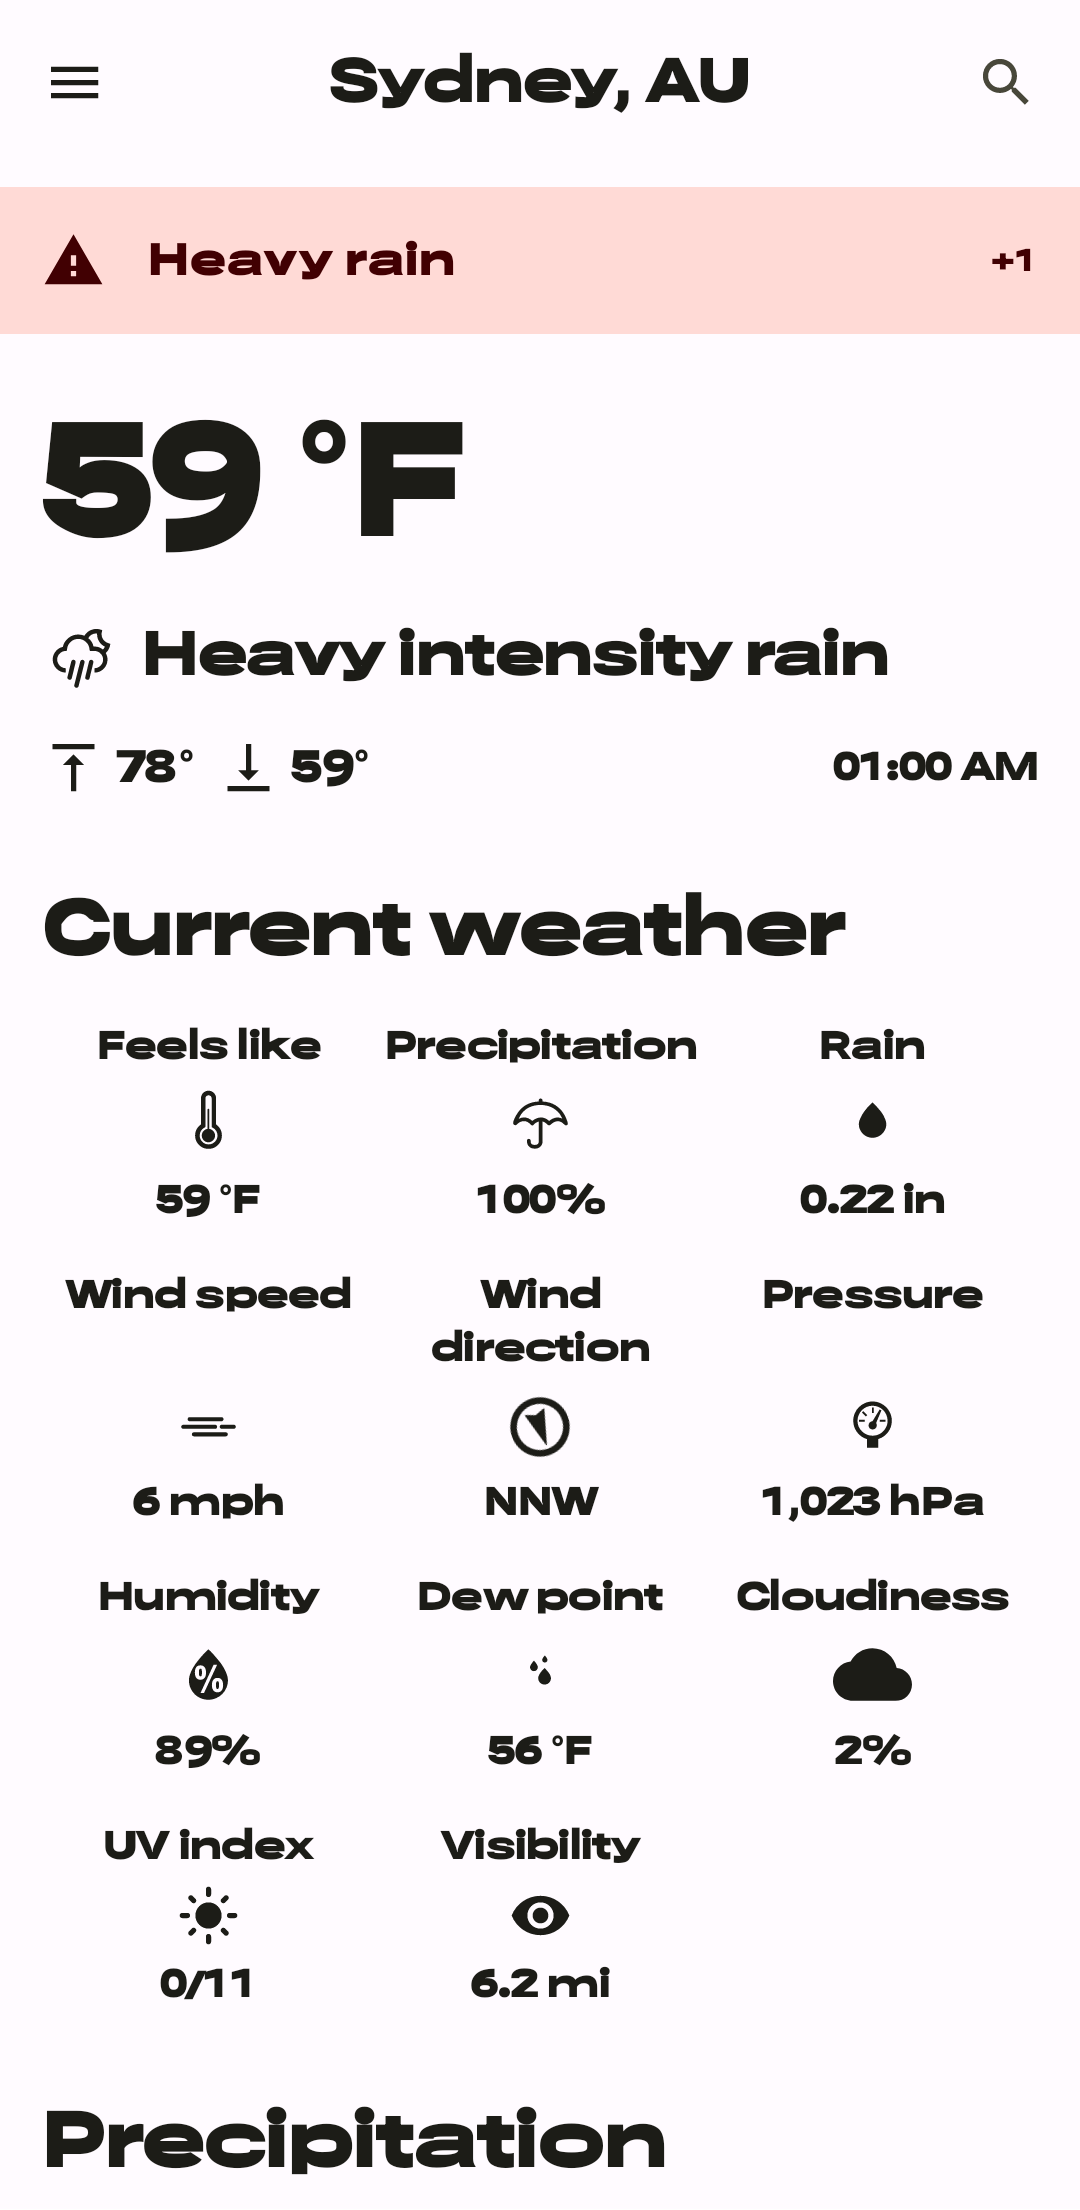 Sydney, AU
Heavy rain +1
59 °F
Heavy intensity rain
78° 59° 01:00 AM
Current weather
Feels like Precipitation Rain
59 °F 100% 0.22 in
Wind speed Wind direction Pressure
6 mph NNW 1,023 hPa
Humidity Dew point Cloudiness
%
89% 56 °F 2%
UV index Visibility
0/11 6.2 mi
Precipitation